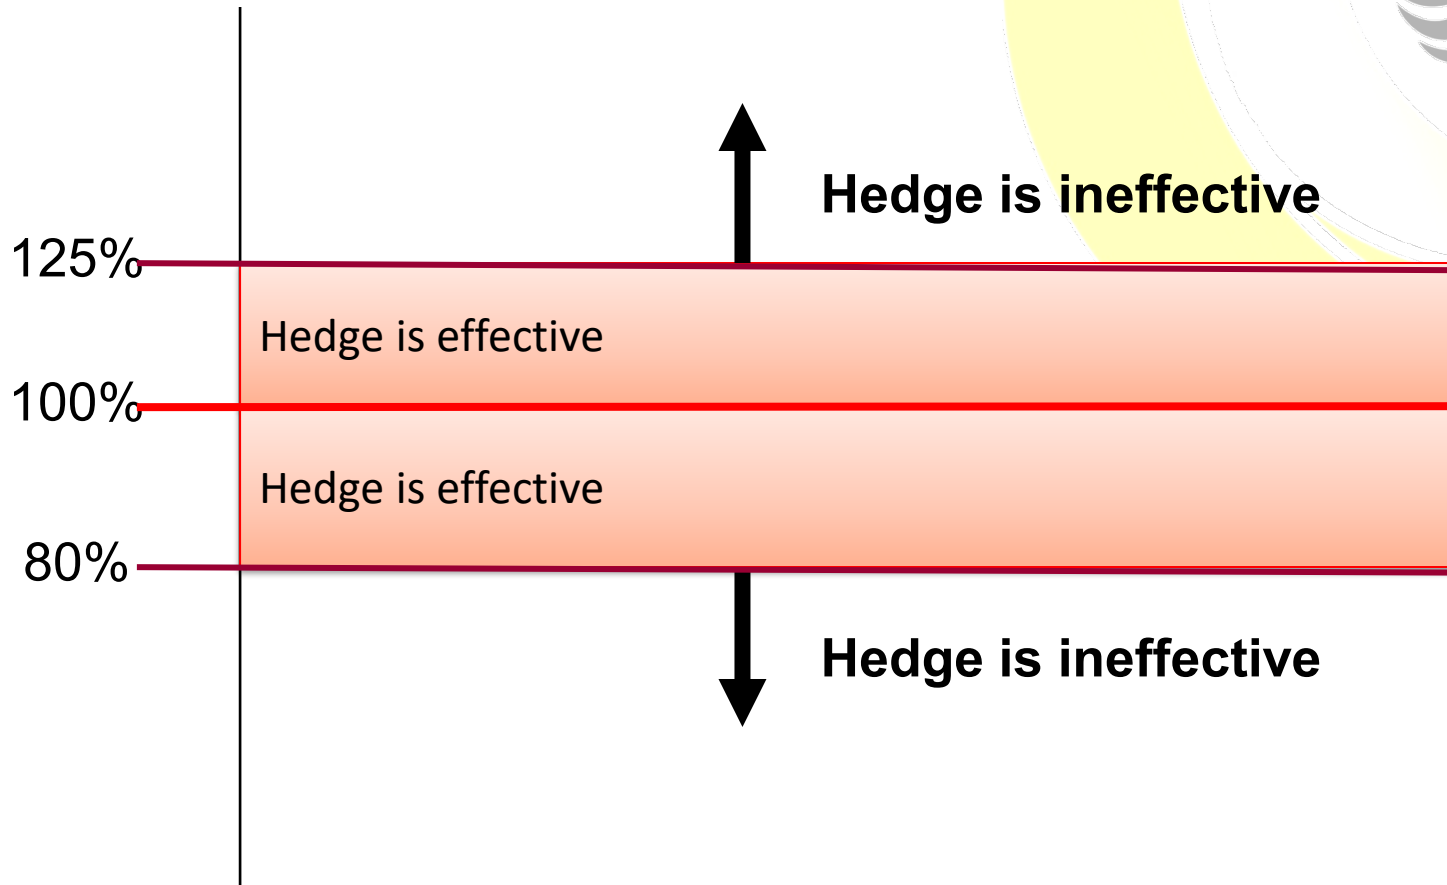 Hedge is ineffective
125%
Hedge is effective
100%
Hedge is effective
80%
Hedge is ineffective